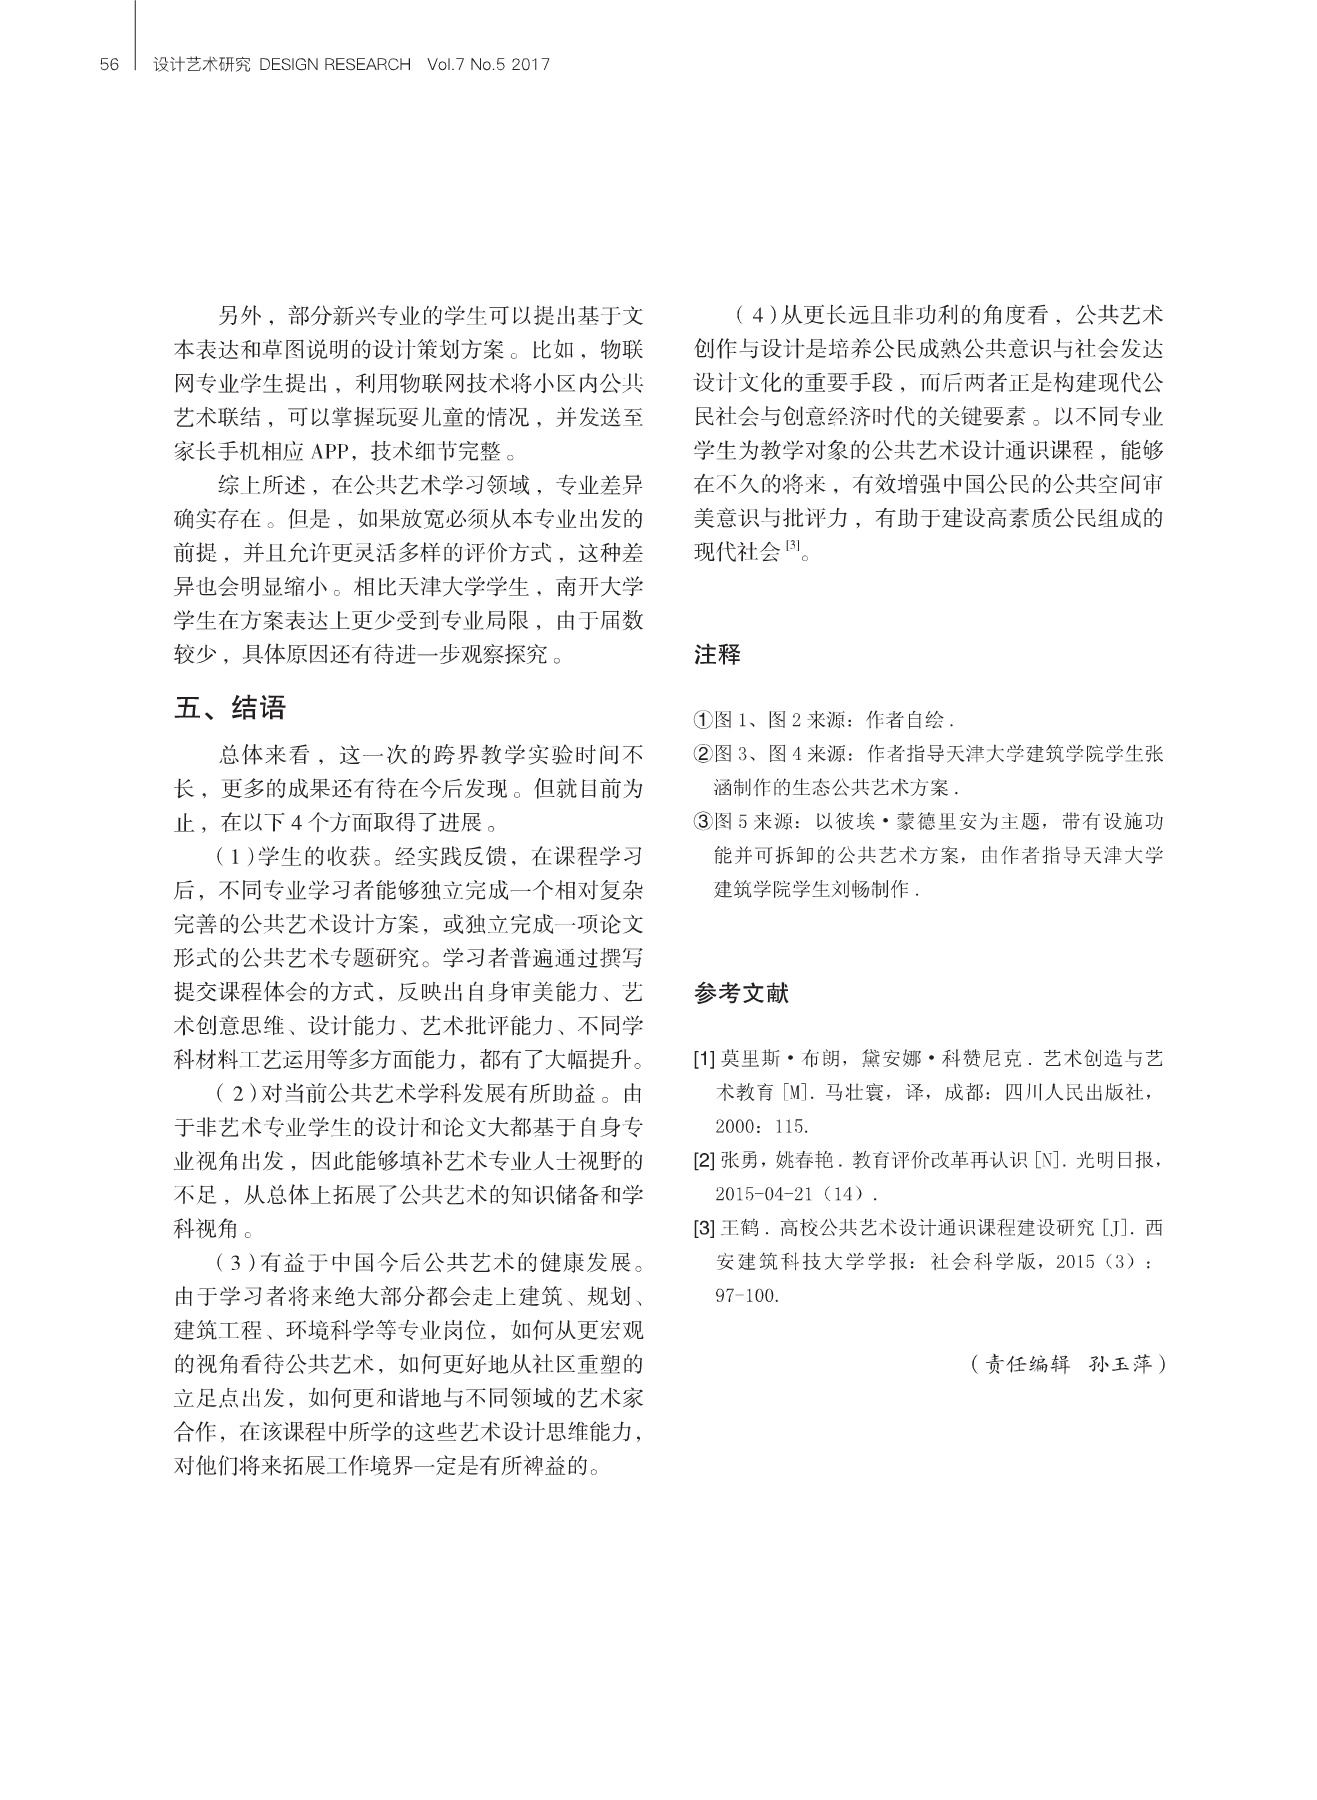 56 设计艺术研究 DESIGN RESEARCH Vol.7 No.5 2017
另外，部分新兴专业的学生可以提出基于文
本表达和草图说明的设计策划方案。比如，物联
网专业学生提出，利用物联网技术将小区内公共
艺术联结，可以掌握玩耍儿童的情况，并发送至
家长手机相应 APP，技术细节完整。
综上所述，在公共艺术学习领域，专业差异
确实存在。但是，如果放宽必须从本专业出发的
前提，并且允许更灵活多样的评价方式，这种差
异也会明显缩小。相比天津大学学生，南开大学
学生在方案表达上更少受到专业局限，由于届数
较少，具体原因还有待进一步观察探究。
五、结语
总体来看，这一次的跨界教学实验时间不
长，更多的成果还有待在今后发现。但就目前为
止，在以下 4 个方面取得了进展。
（1）学生的收获。经实践反馈，在课程学习
后，不同专业学习者能够独立完成一个相对复杂
完善的公共艺术设计方案，或独立完成一项论文
形式的公共艺术专题研究。学习者普遍通过撰写
提交课程体会的方式，反映出自身审美能力、艺
术创意思维、设计能力、艺术批评能力、不同学
科材料工艺运用等多方面能力，都有了大幅提升。
（2）对当前公共艺术学科发展有所助益。由
于非艺术专业学生的设计和论文大都基于自身专
业视角出发，因此能够填补艺术专业人士视野的
不足，从总体上拓展了公共艺术的知识储备和学
科视角。
（3）有益于中国今后公共艺术的健康发展。
由于学习者将来绝大部分都会走上建筑、规划、
建筑工程、环境科学等专业岗位，如何从更宏观
的视角看待公共艺术，如何更好地从社区重塑的
立足点出发，如何更和谐地与不同领域的艺术家
合作，在该课程中所学的这些艺术设计思维能力，
对他们将来拓展工作境界一定是有所裨益的。
（4）从更长远且非功利的角度看，公共艺术
创作与设计是培养公民成熟公共意识与社会发达
设计文化的重要手段，而后两者正是构建现代公
民社会与创意经济时代的关键要素。以不同专业
学生为教学对象的公共艺术设计通识课程，能够
在不久的将来，有效增强中国公民的公共空间审
美意识与批评力，有助于建设高素质公民组成的
现代社会[3]。
注释
①图 1、图 2 来源：作者自绘．
②图 3、图 4 来源：作者指导天津大学建筑学院学生张
涵制作的生态公共艺术方案．
③图 5 来源：以彼埃·蒙德里安为主题，带有设施功
能并可拆卸的公共艺术方案，由作者指导天津大学
建筑学院学生刘畅制作．
参考文献
[1] 莫里斯·布朗，黛安娜·科赞尼克．艺术创造与艺
术教育 [M]. 马壮寰，译，成都：四川人民出版社，
2000：115.
[2] 张勇，姚春艳．教育评价改革再认识 [N]. 光明日报，
2015-04-21（14）．
[3] 王鹤．高校公共艺术设计通识课程建设研究 [J]. 西
安建筑科技大学学报：社会科学版，2015（3）：
97-100.
（责任编辑 孙玉萍）